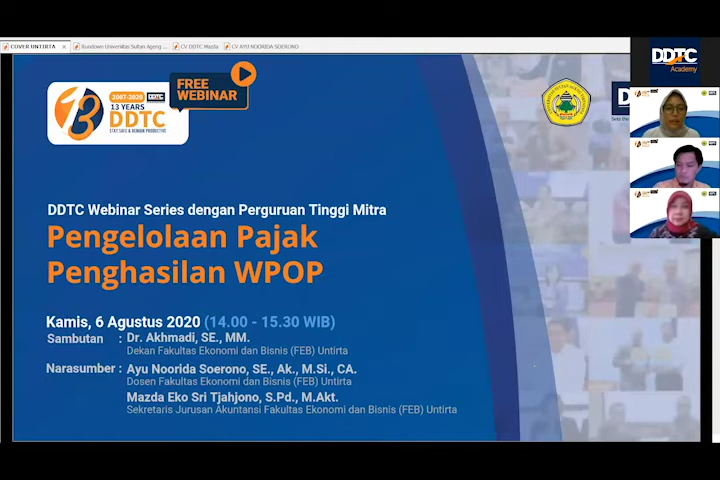 COVER UNTIRTA
Rundown Universitas Sultan Ageng ...
CV DDTC Mazda
CV AYU NOORIDA SOERONO
DDTC
Academy
FREE
WEBINAR
2007-2020 DDTC
13 YEARS
DDTC
STAY SAFE & REMAIN PRODUCTIVE
DDTC Webinar Series dengan Perguruan Tinggi Mitra
Pengelolaan Pajak
Penghasilan WPOP
Kamis, 6 Agustus 2020 (14.00 - 15.30 WIB)
Sambutan : Dr. Akhmadi, SE., MM.
Dekan Fakultas Ekonomi dan Bisnis (FEB) Untirta
Narasumber : Ayu Noorida Soerono, SE., Ak., M.Si., CA.
Dosen Fakultas Ekonomi dan Bisnis (FEB) Untirta
Mazda Eko Sri Tjahjono, S.Pd., M.Akt.
Sekretaris Jurusan Akuntansi Fakultas Ekonomi dan Bisnis (FEB) Untirta